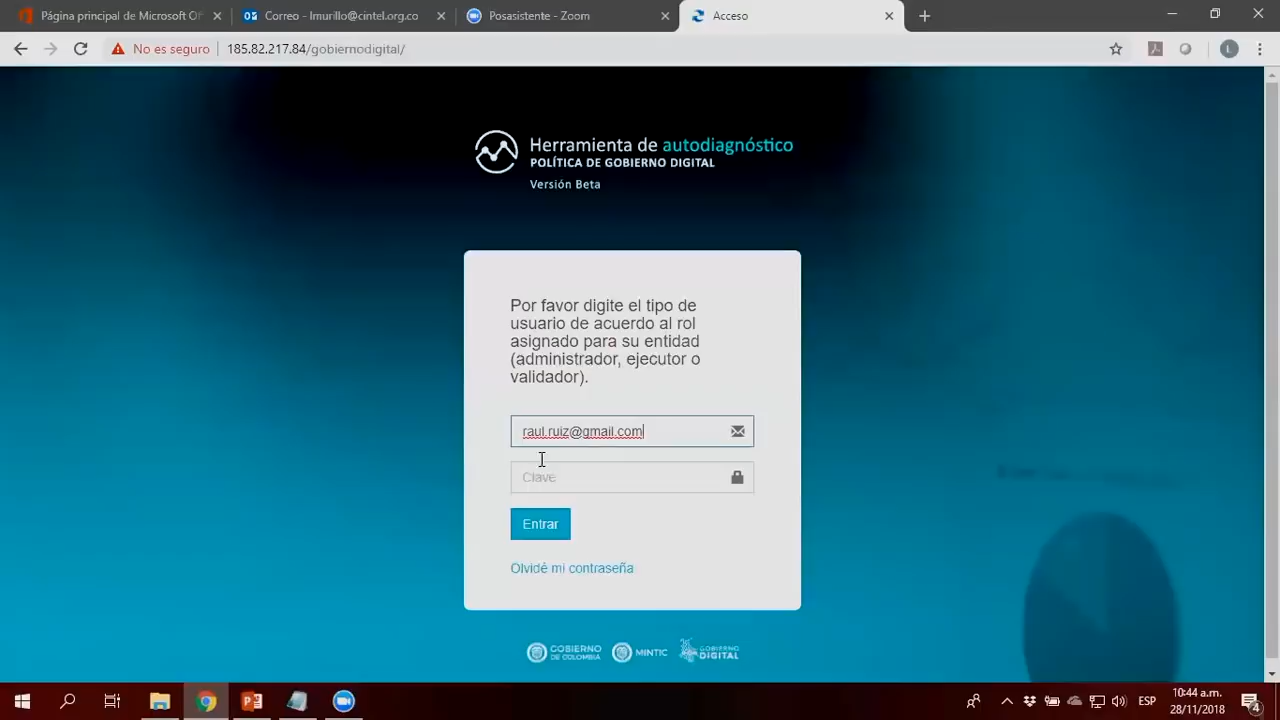 Página principal de Microsoft Of
Correo - lmurillo@cintel.org.co
Posasistente - Zoom
Acceso
No es seguro
185.82.217.84/gobiernodigital/
L
Herramienta de autodiagnóstico
POLÍTICA DE GOBIERNO DIGITAL
Versión Beta
Por favor digite el tipo de
usuario de acuerdo al rol
asignado para su entidad
(administrador, ejecutor o
validador).
raul.ruiz@gmail.com
Clave
Entrar
Olvidé mi contraseña
GOBIERNO
DE COLOMBIA
MINTIC
GOBIERNO
DIGITAL
ESP
10:44 a.m.
28/11/2018
4